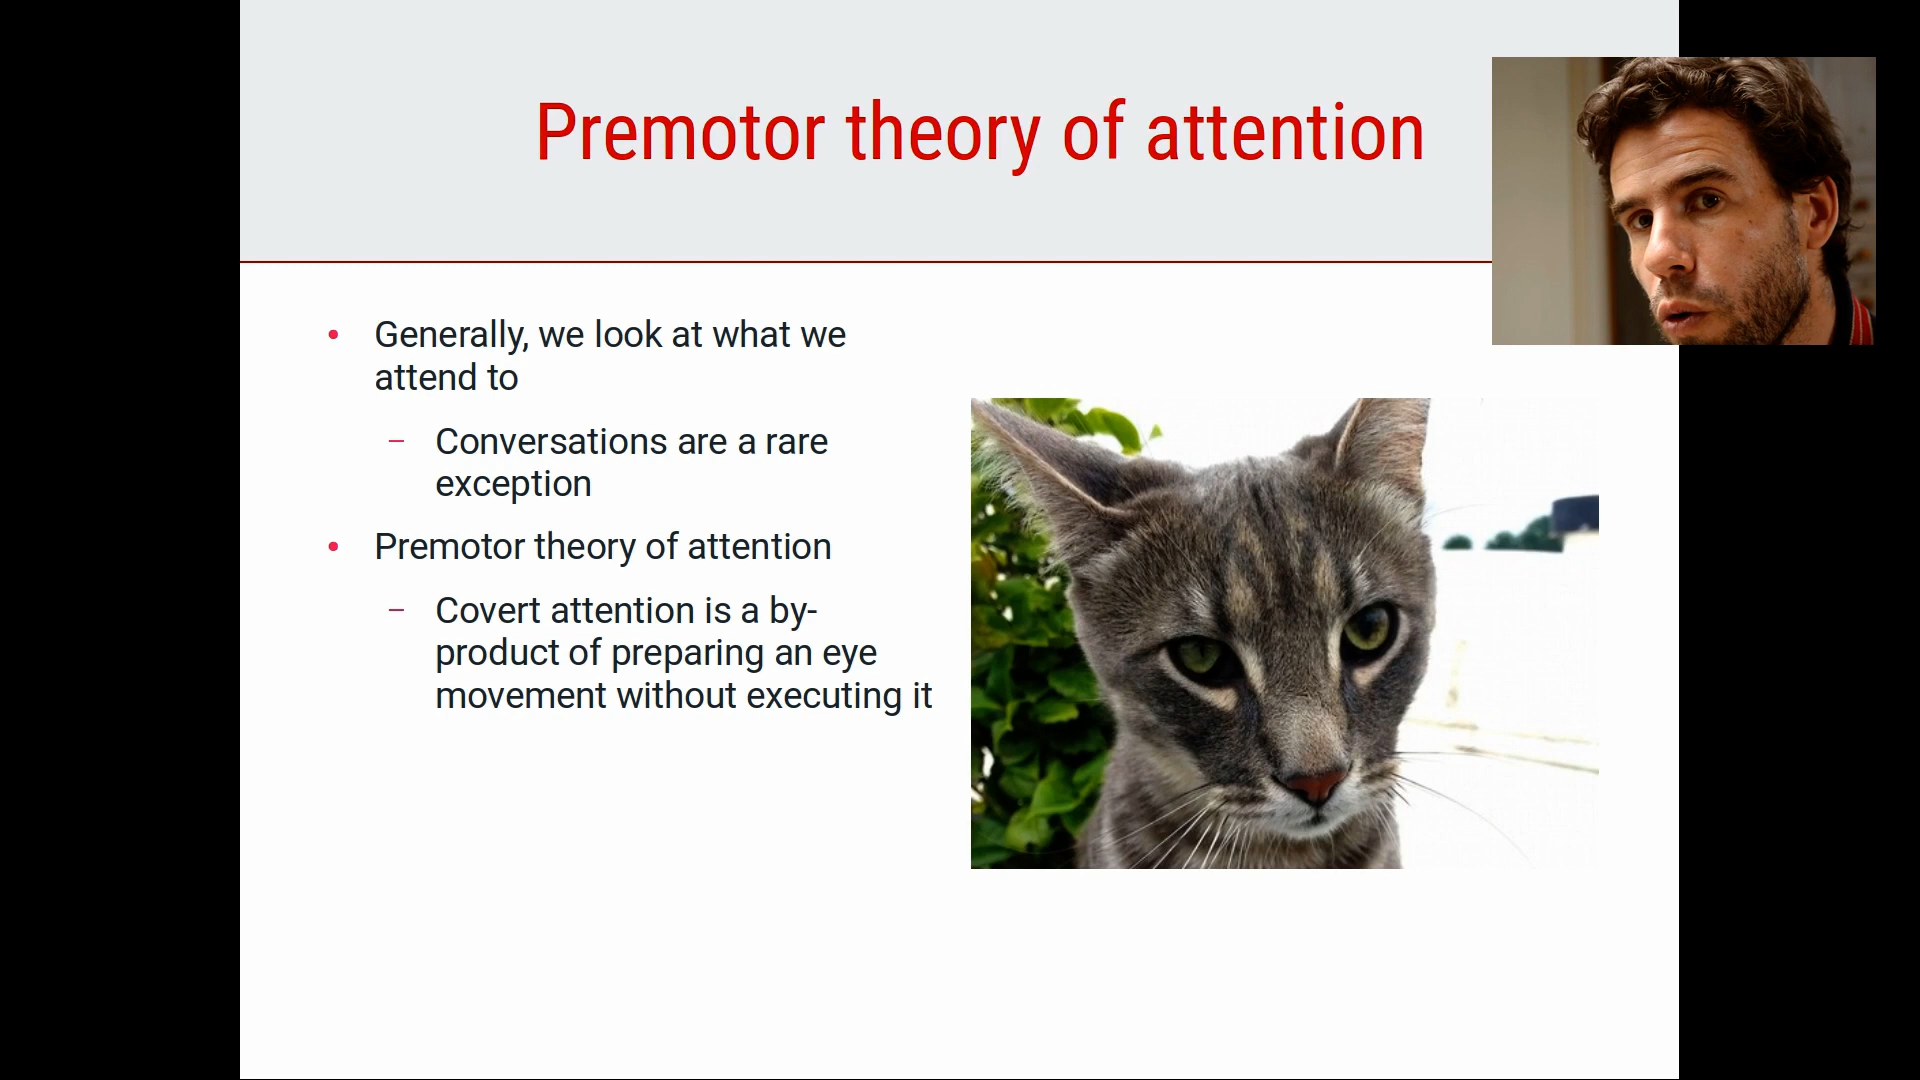 Premotor theory of attention
• Generally, we look at what we
attend to
– Conversations are a rare
exception
• Premotor theory of attention
– Covert attention is a by-
product of preparing an eye
movement without executing it